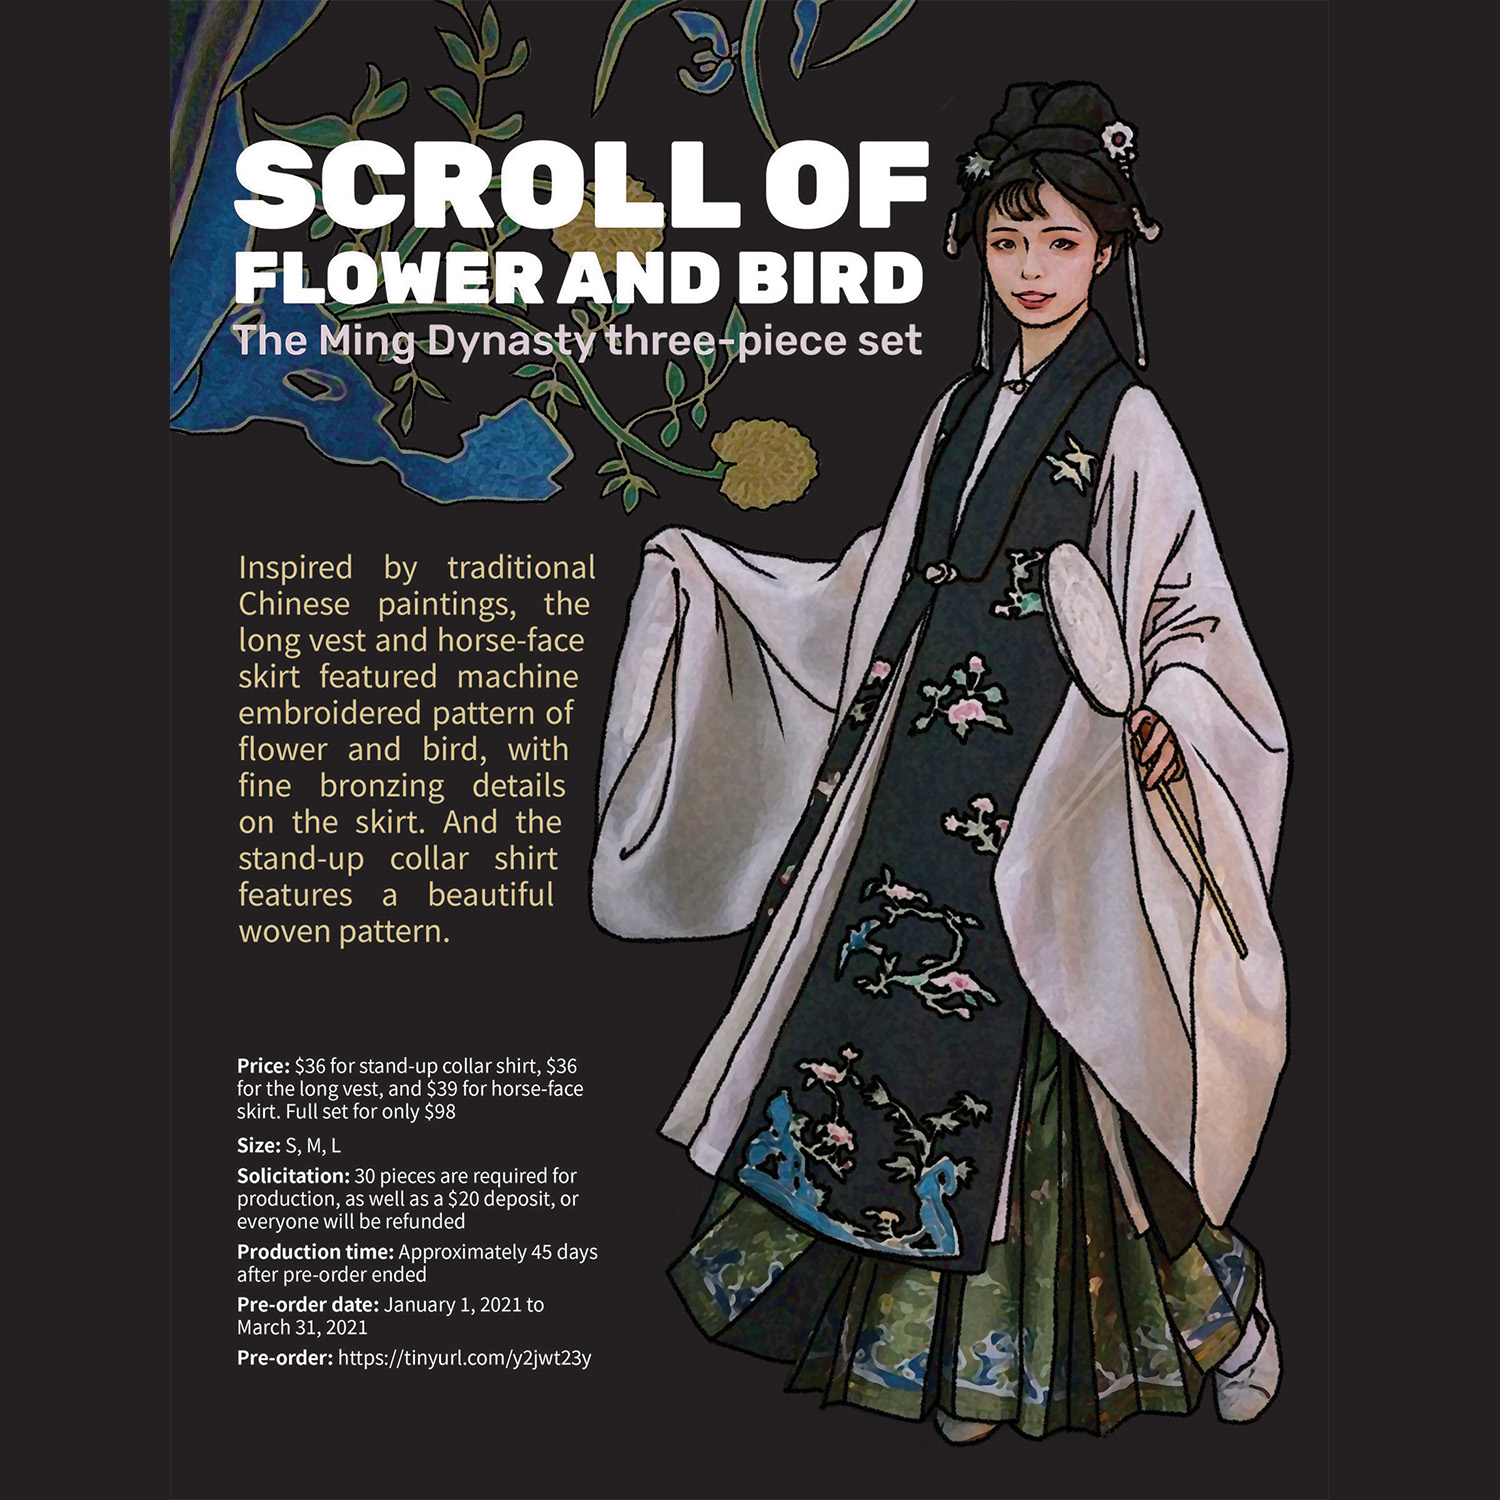 SCROLL OF
FLOWER AND BIRD
The Ming Dynasty three-piece set
Inspired by traditional
Chinese paintings, the
long vest and horse-face
skirt featured machine
embroidered pattern of
flower and bird, with
fine bronzing details
on the skirt. And the
stand-up collar shirt
features a beautiful
woven pattern.
Price: $36 for stand-up collar shirt, $36
for the long vest, and $39 for horse-face
skirt. Full set for only $98
Size: S, M, L
Solicitation: 30 pieces are required for
production, as well as a $20 deposit, or
everyone will be refunded
Production time: Approximately 45 days
after pre-order ended
Pre-order date: January 1, 2021 to
March 31, 2021
Pre-order: https://tinyurl.com/y2jwt23y